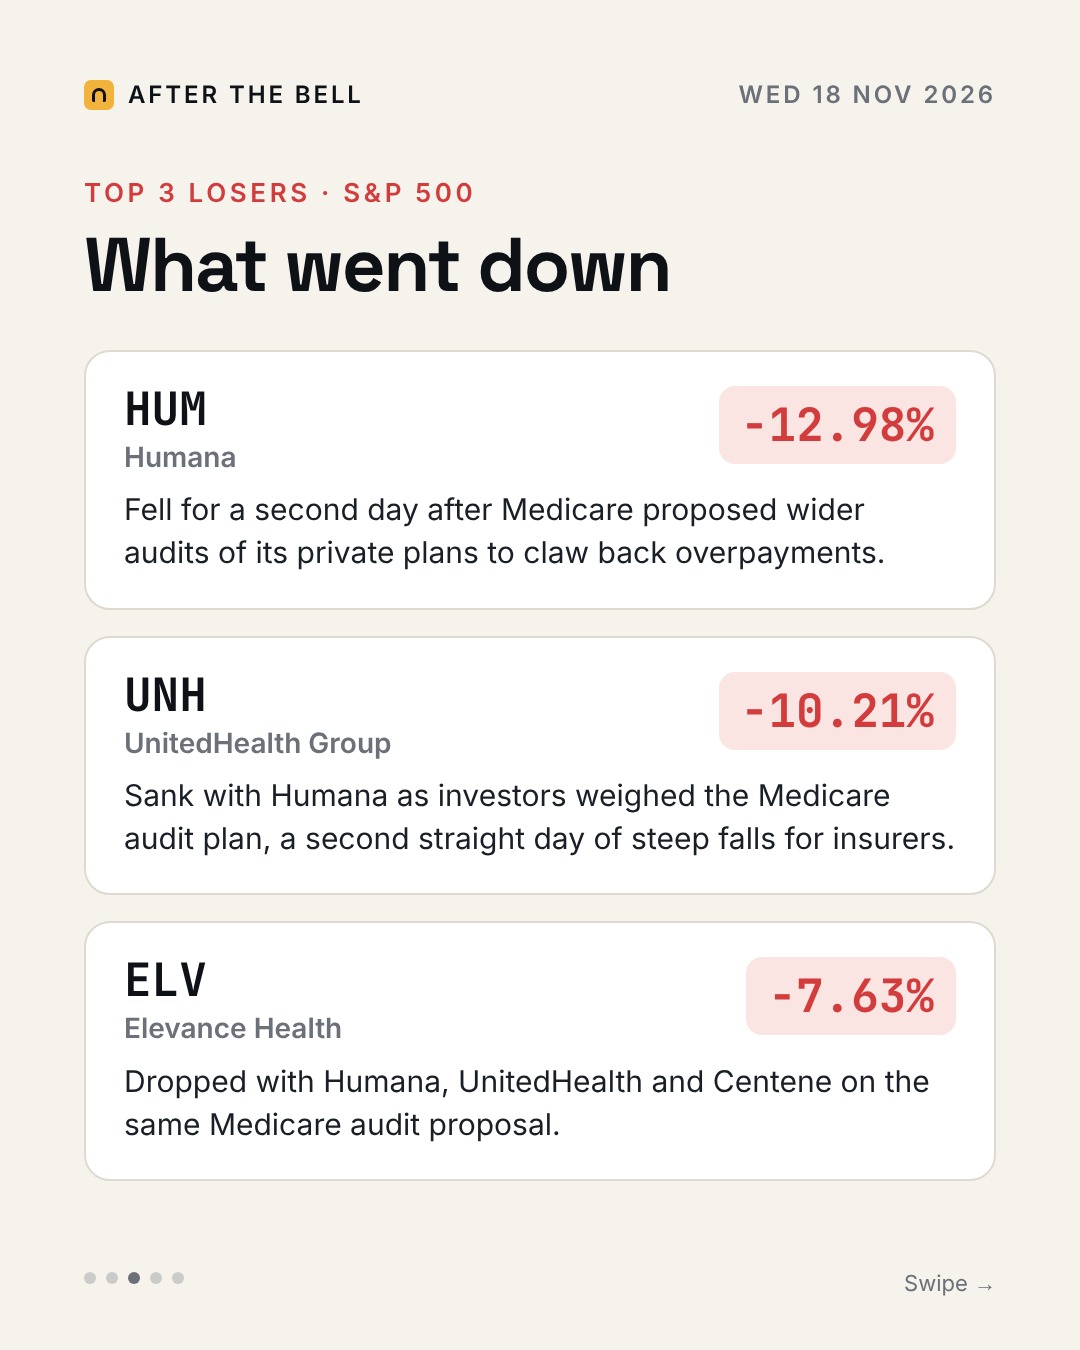 AFTER THE BELL
WED 18 NOV 2026
TOP 3 LOSERS · S&P 500
What went down
HUM
-12.98%
Humana
Fell for a second day after Medicare proposed wider
audits of its private plans to claw back overpayments.
UNH
-10.21%
UnitedHealth Group
Sank with Humana as investors weighed the Medicare
audit plan, a second straight day of steep falls for insurers.
ELV
-7.63%
Elevance Health
Dropped with Humana, UnitedHealth and Centene on the
same Medicare audit proposal.
Swipe →